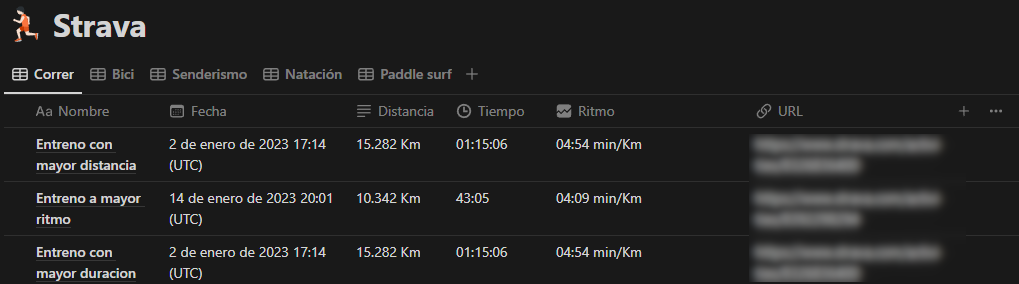 Strava
Correr Bici Senderismo Natación Paddle surf +
Aa Nombre Fecha Distancia Tiempo Ritmo URL + •••
Entreno con mayor distancia 2 de enero de 2023 17:14 (UTC) 15.282 Km 01:15:06 04:54 min/Km
Entreno a mayor ritmo 14 de enero de 2023 20:01 (UTC) 10.342 Km 43:05 04:09 min/Km
Entreno con mayor duracion 2 de enero de 2023 17:14 (UTC) 15.282 Km 01:15:06 04:54 min/Km